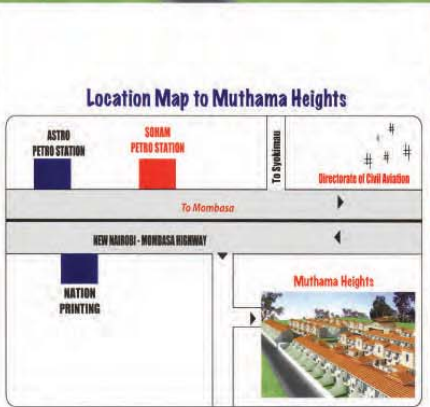 Location Map to Muthama Heights
ASTRO
PETRO STATION
SOHAM
PETRO STATION
To Syokimau
Directorate of Civil Aviation
To Mombasa
NEW NAIROBI - MOMBASA HIGHWAY
NATION
PRINTING
Muthama Heights